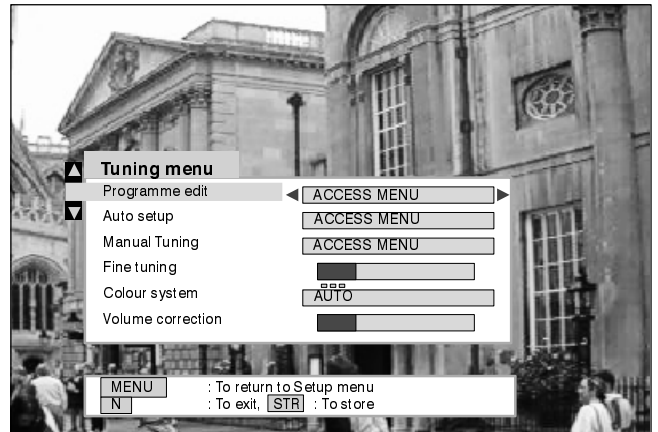 Tuning menu
Programme edit ACCESS MENU
Auto setup ACCESS MENU
Manual Tuning ACCESS MENU
Fine tuning
Colour system AUTO
Volume correction
MENU : To return to Setup menu
N : To exit, STR : To store